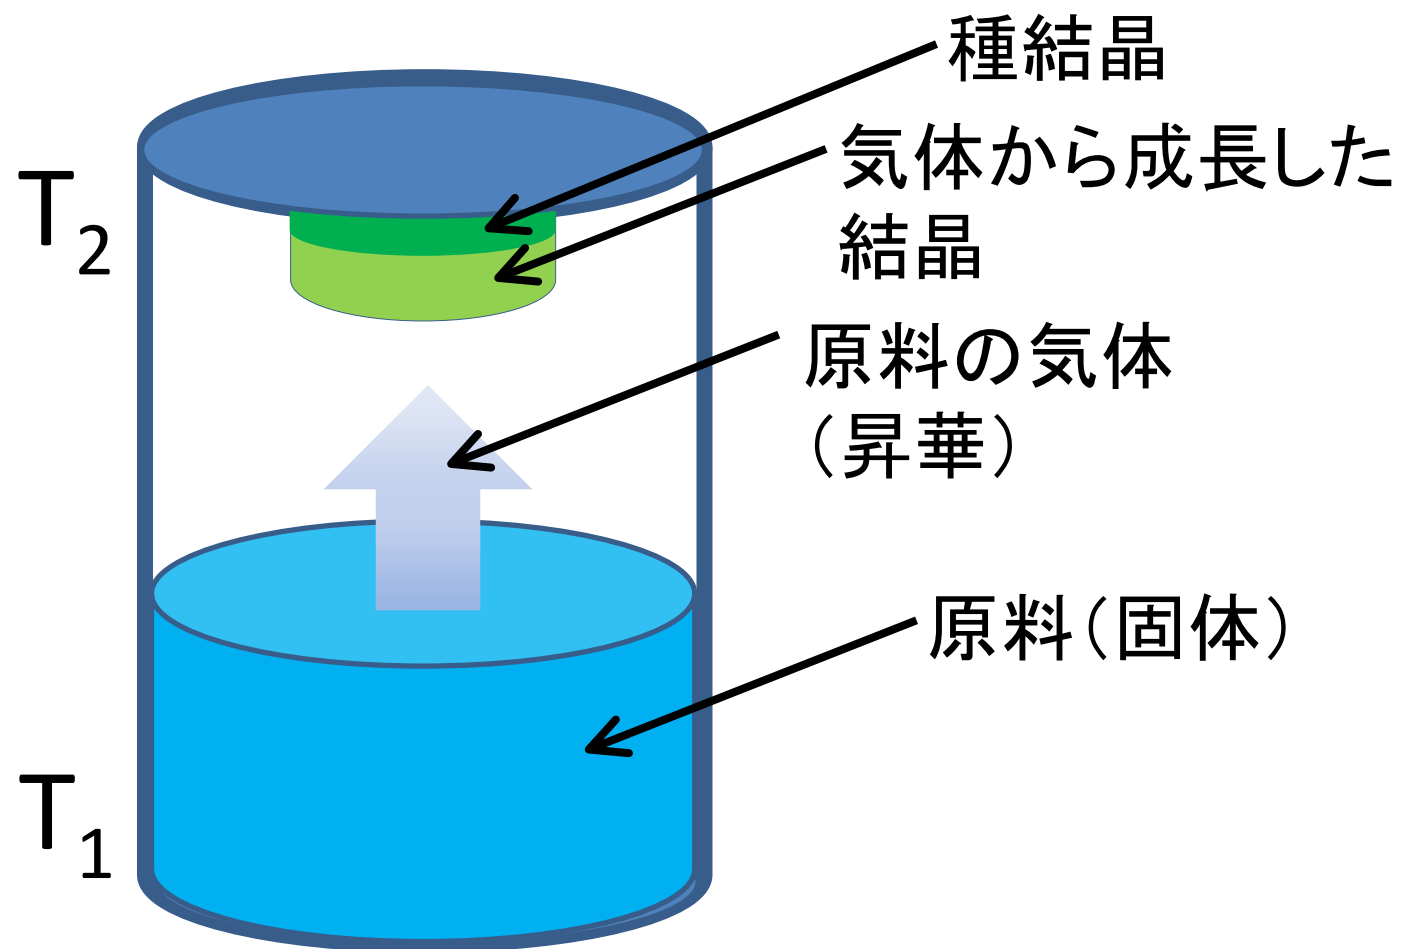 種結晶
気体から成長した
結晶
T2
原料の気体
（昇華）
原料（固体）
T1